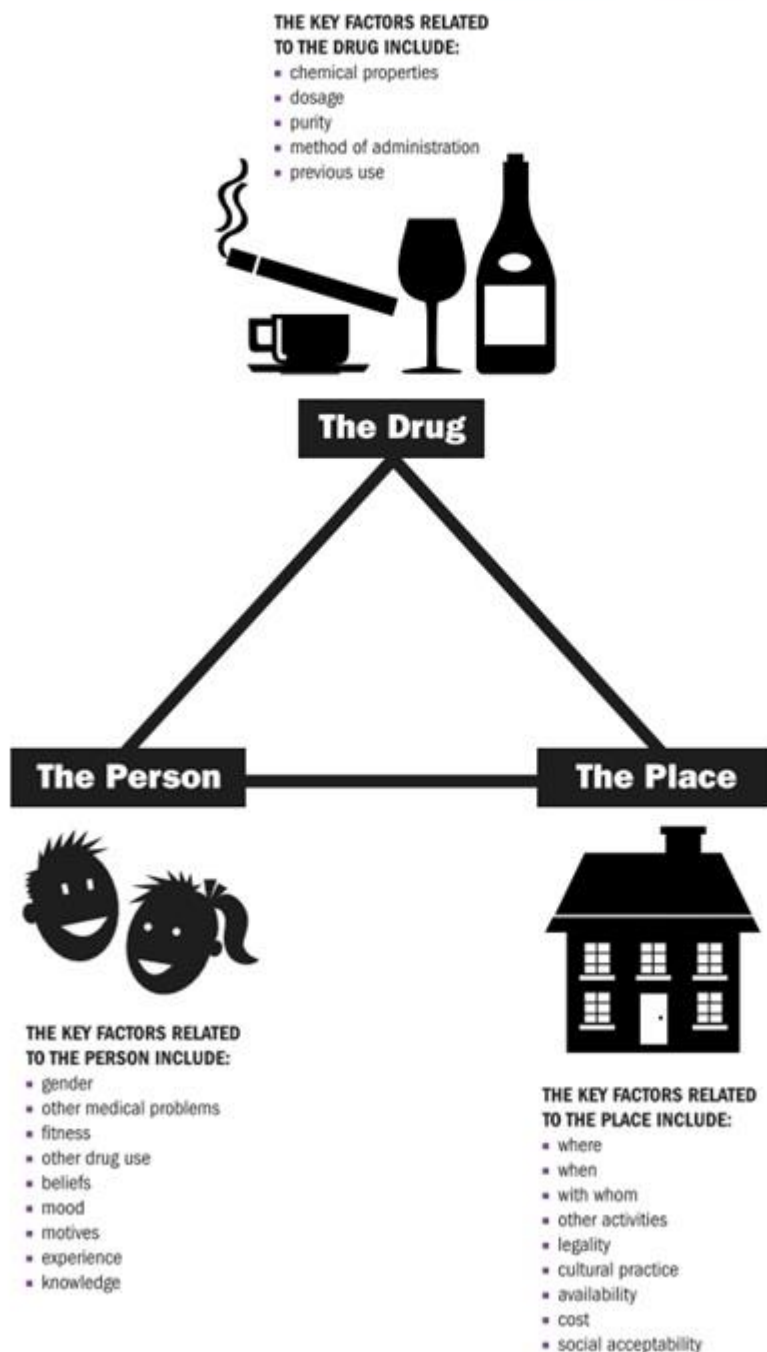 THE KEY FACTORS RELATED
TO THE DRUG INCLUDE:
▪ chemical properties
▪ dosage
▪ purity
▪ method of administration
▪ previous use
The Drug
The Person
The Place
THE KEY FACTORS RELATED
TO THE PERSON INCLUDE:
▪ gender
▪ other medical problems
▪ fitness
▪ other drug use
▪ beliefs
▪ mood
▪ motives
▪ experience
▪ knowledge
THE KEY FACTORS RELATED
TO THE PLACE INCLUDE:
▪ where
▪ when
▪ with whom
▪ other activities
▪ legality
▪ cultural practice
▪ availability
▪ cost
▪ social acceptability